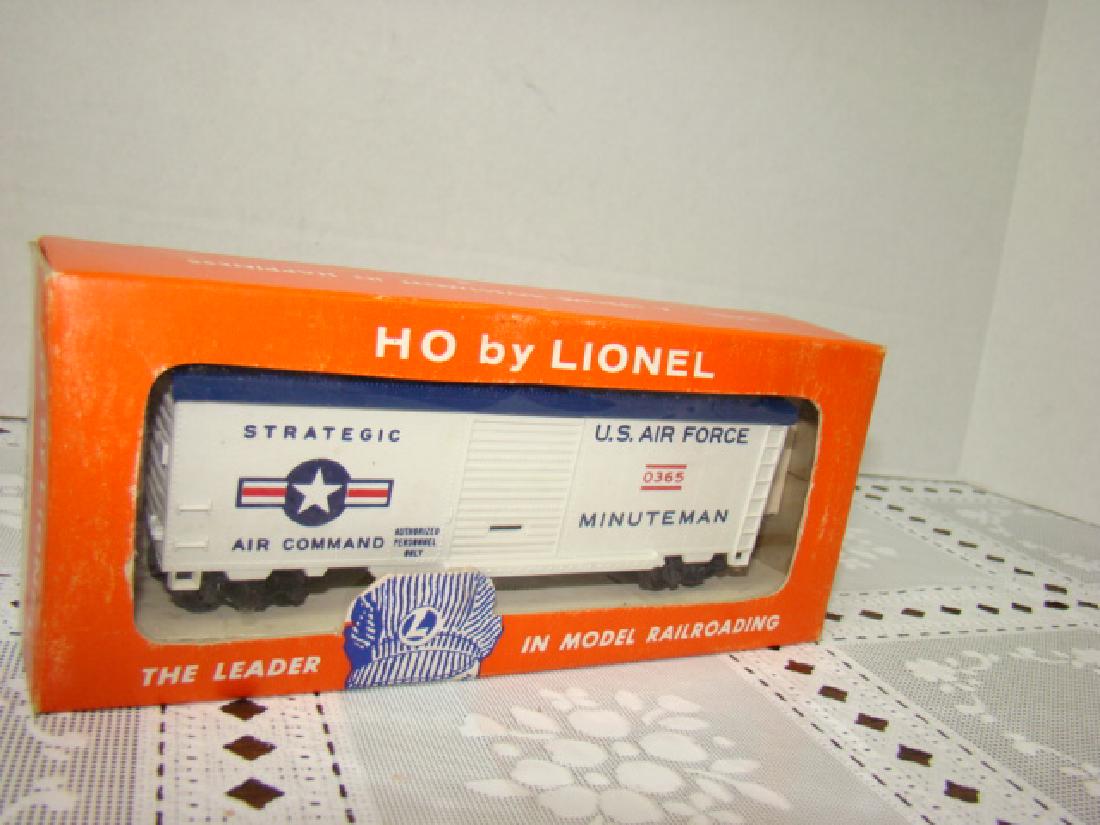 HO by LIONEL
STRATEGIC
AIR COMMAND
AUTHORIZED
PERSONNEL
ONLY
U.S. AIR FORCE
0365
MINUTEMAN
L
THE LEADER
IN MODEL RAILROADING